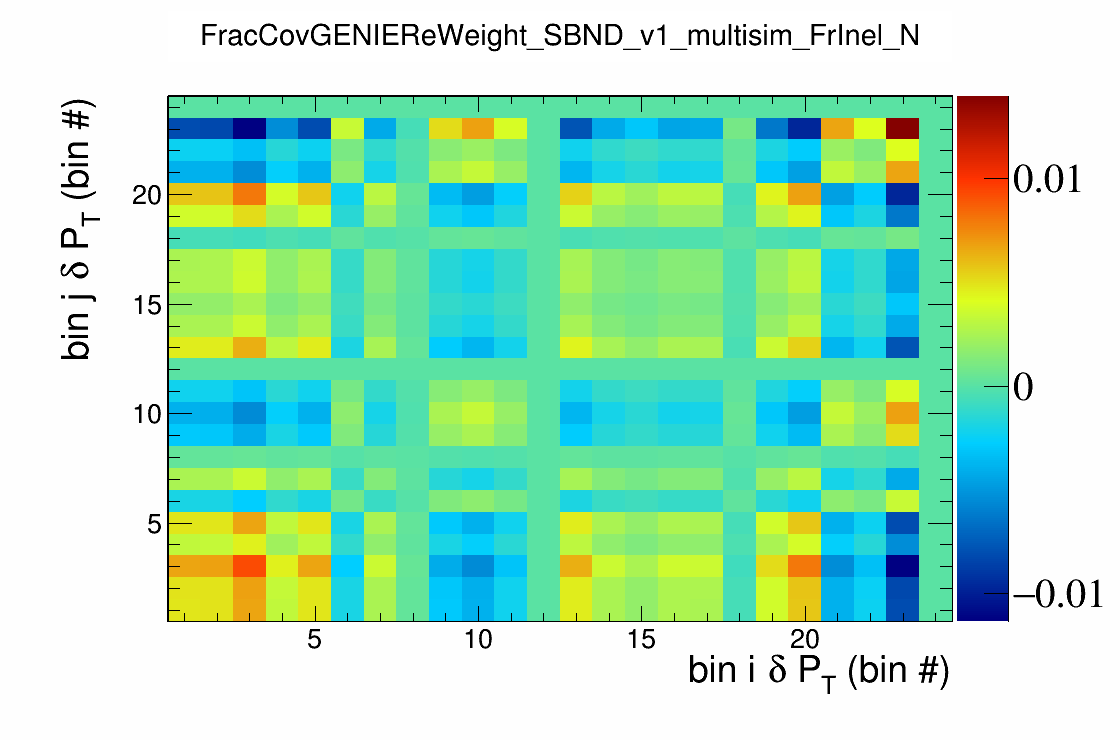 FracCovGENIEReWeight_SBND_v1_multisim_FrInel_N
bin j δ P_T (bin #)
20
15
10
5
5 10 15 20
bin i δ P_T (bin #)
0.01
0
−0.01